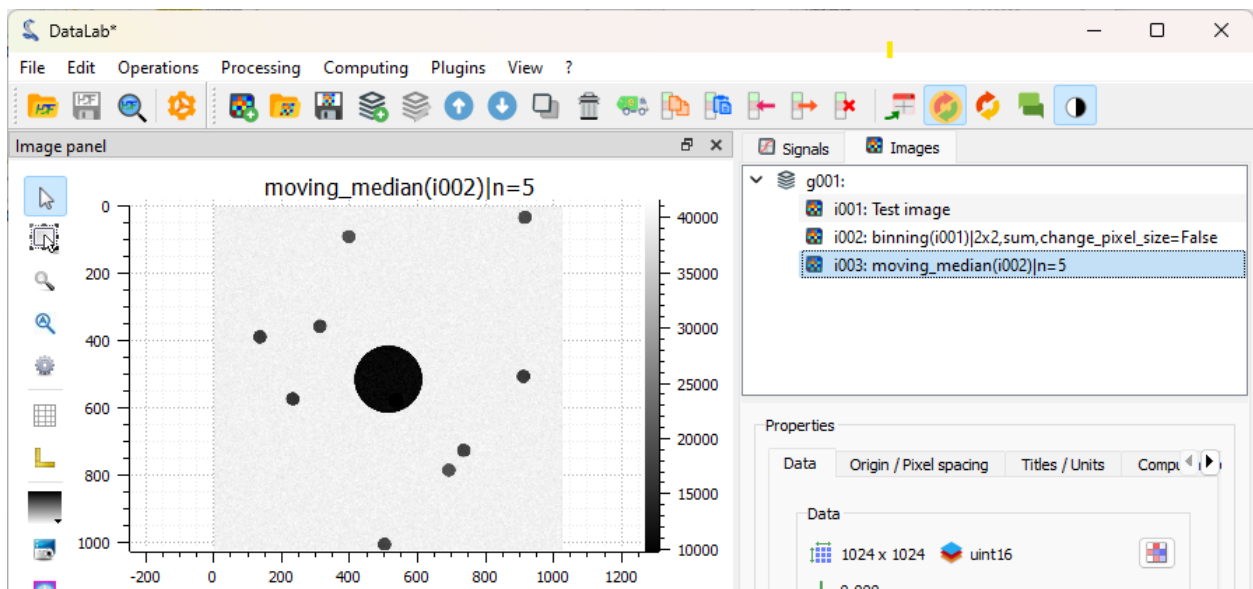 DataLab*
File Edit Operations Processing Computing Plugins View ?
Image panel
moving_median(i002)|n=5
0
200
400
600
800
1000
-200 0 200 400 600 800 1000 1200
40000
35000
30000
25000
20000
15000
10000
Signals Images
g001:
i001: Test image
i002: binning(i001)|2x2,sum,change_pixel_size=False
i003: moving_median(i002)|n=5
Properties
Data Origin / Pixel spacing Titles / Units
Data
1024 x 1024 uint16